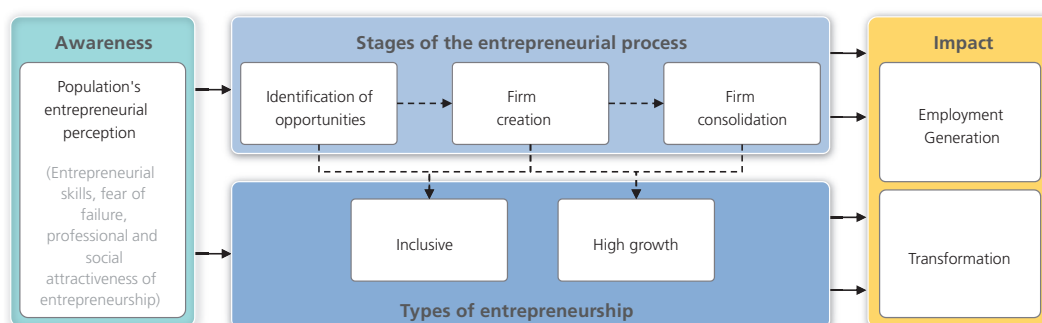 Awareness
Population's
entrepreneurial
perception
(Entrepreneurial
skills, fear of
failure,
professional and
social
attractiveness of
entrepreneurship)
Stages of the entrepreneurial process
Identification of
opportunities
Firm
creation
Firm
consolidation
Inclusive
High growth
Types of entrepreneurship
Impact
Employment
Generation
Transformation